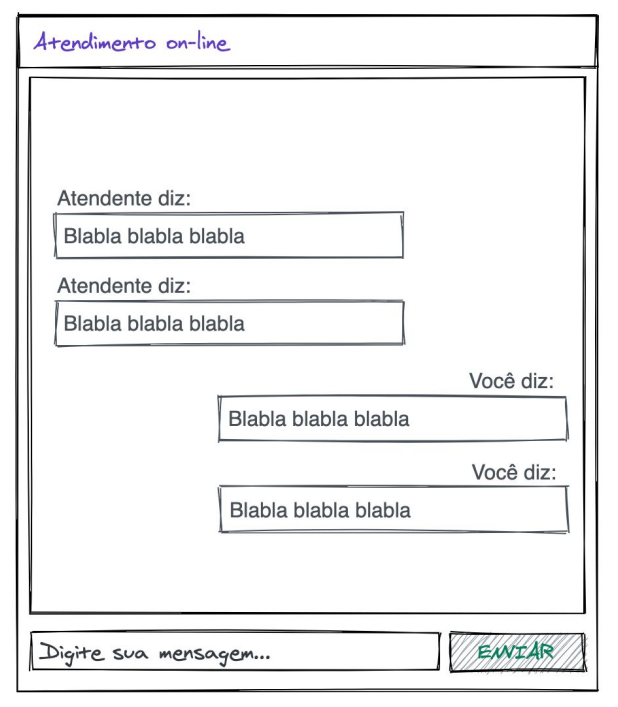 Atendimento on-line
Atendente diz:
Blabla blabla blabla
Atendente diz:
Blabla blabla blabla
Você diz:
Blabla blabla blabla
Você diz:
Blabla blabla blabla
Digite sua mensagem...
ENVIAR